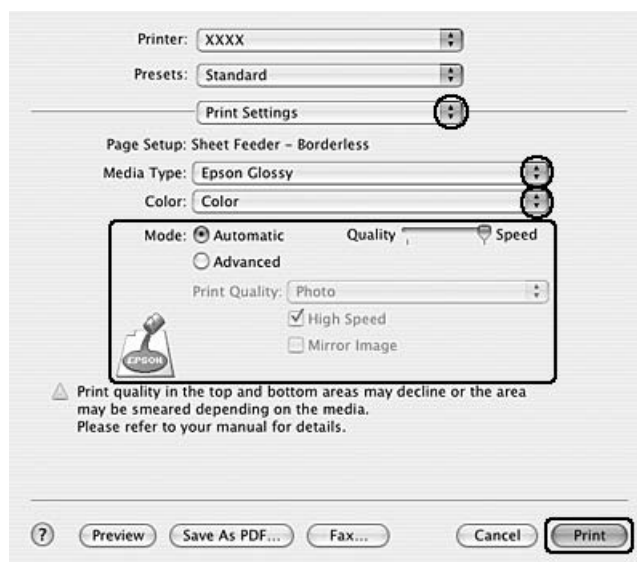 Printer: XXXX
Presets: Standard
Print Settings
Page Setup: Sheet Feeder - Borderless
Media Type: Epson Glossy
Color: Color
Mode: Automatic Quality Speed
Advanced
Print Quality: Photo
High Speed
Mirror Image
EPSON
Print quality in the top and bottom areas may decline or the area
may be smeared depending on the media.
Please refer to your manual for details.
? Preview Save As PDF... Fax... Cancel Print